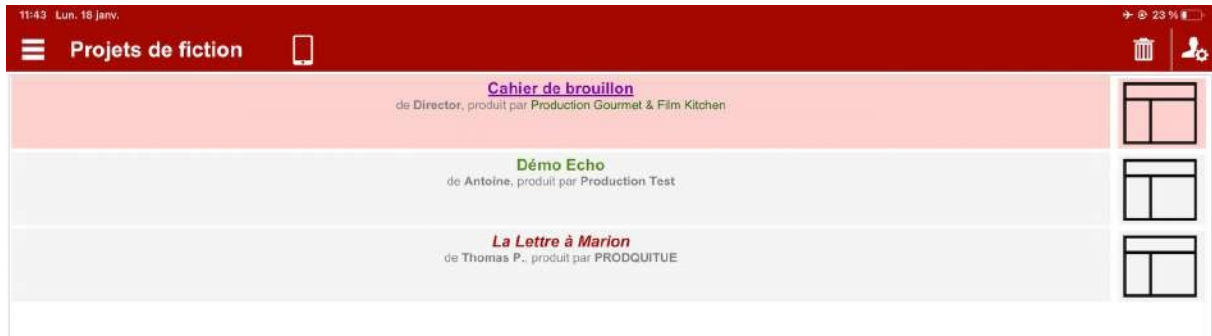 11:43 Lun. 18 janv.
23 %
Projets de fiction
Cahier de brouillon
de Director, produit par Production Gourmet & Film Kitchen
Démo Echo
de Antoine, produit par Production Test
La Lettre à Marion
de Thomas P., produit par PRODQUITUE